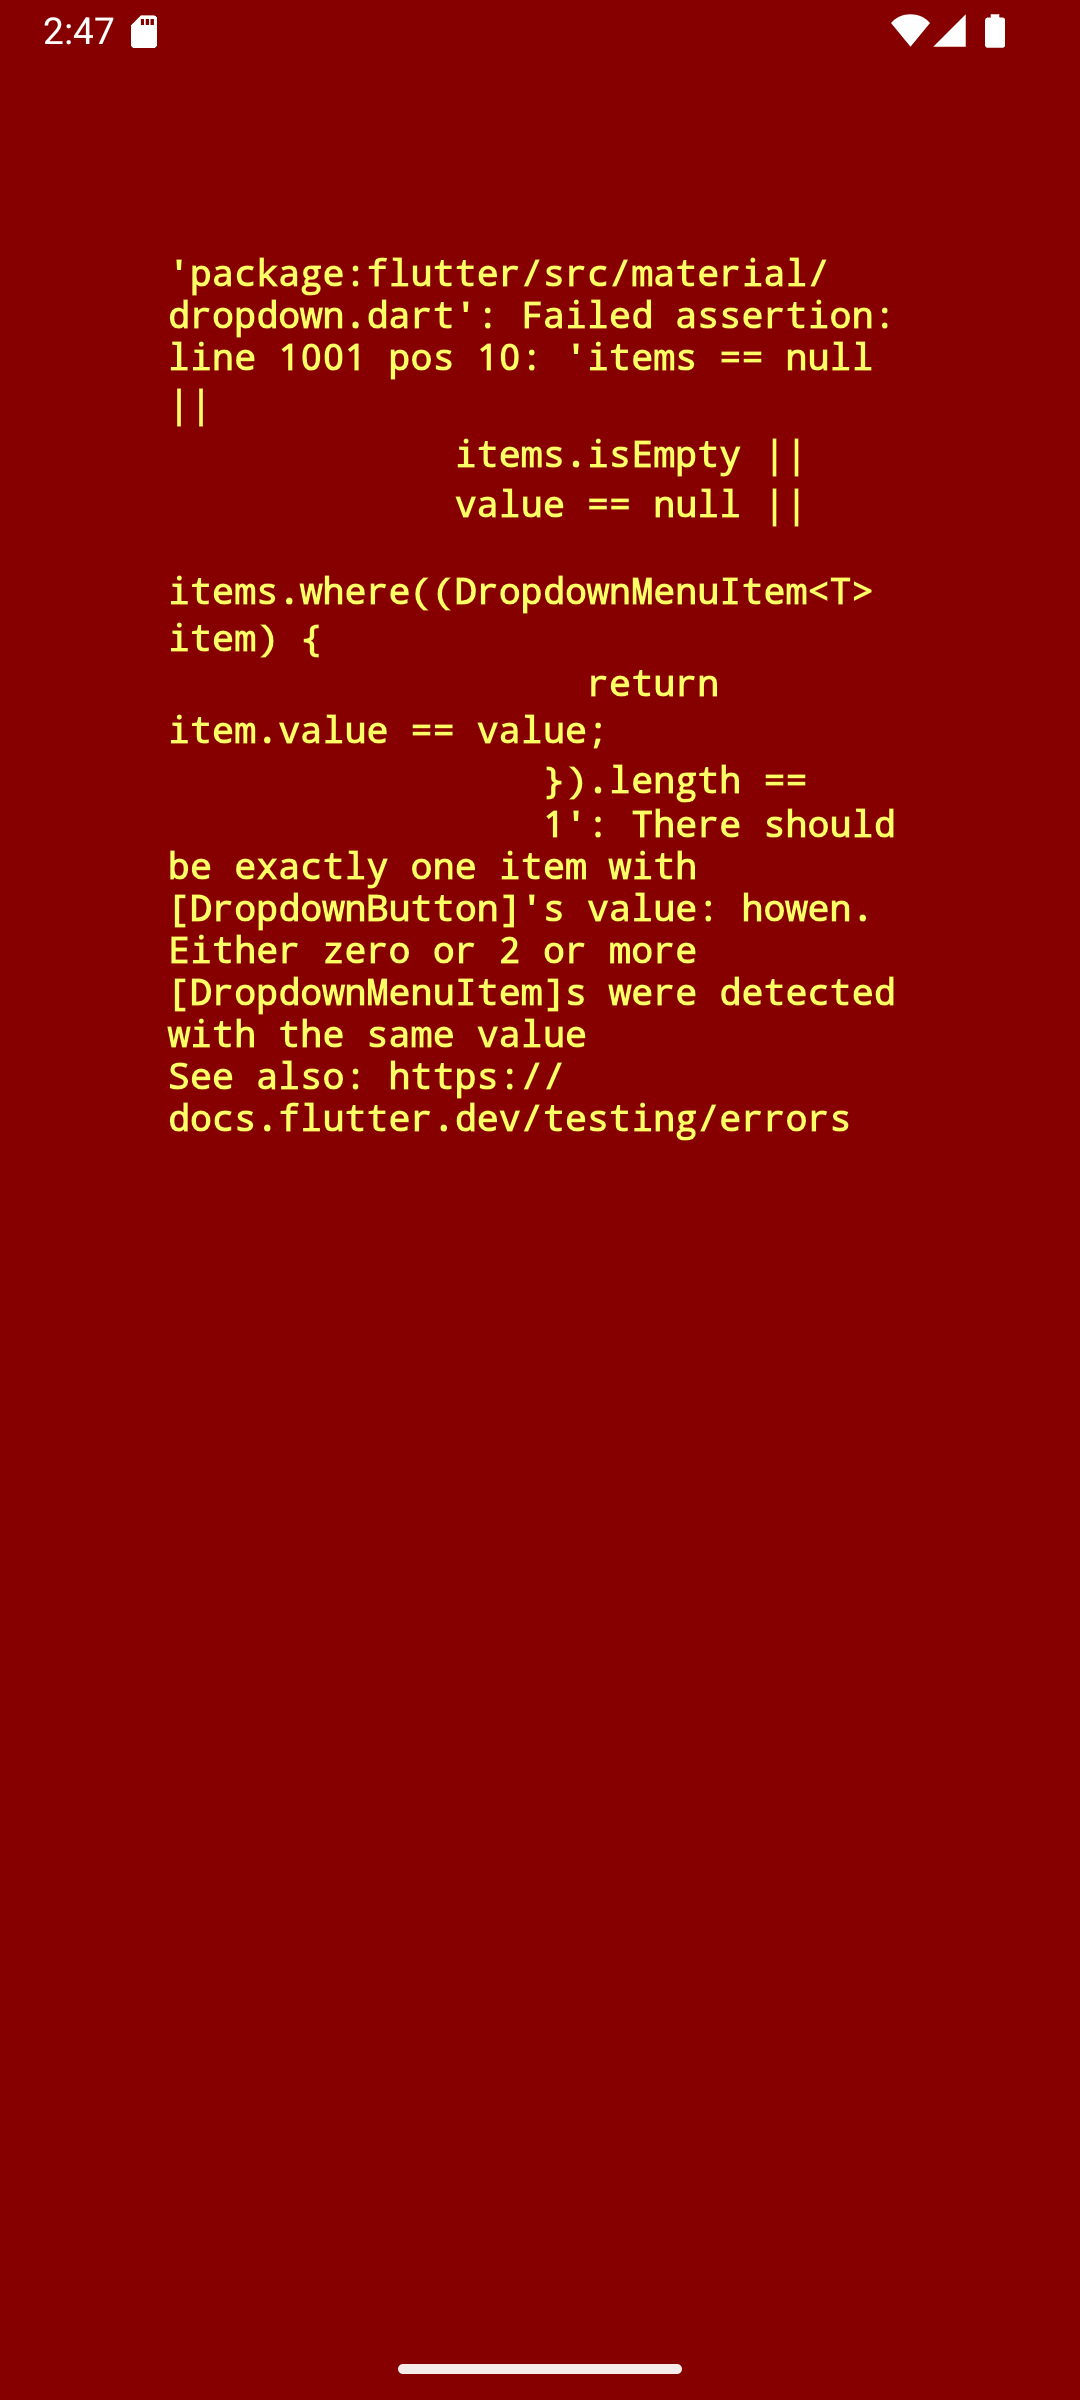 2:47
'package:flutter/src/material/
dropdown.dart': Failed assertion:
line 1001 pos 10: 'items == null
||
items.isEmpty ||
value == null ||
items.where((DropdownMenuItem<T>
item) {
return
item.value == value;
}).length ==
1': There should
be exactly one item with
[DropdownButton]'s value: howen.
Either zero or 2 or more
[DropdownMenuItem]s were detected
with the same value
See also: https://
docs.flutter.dev/testing/errors